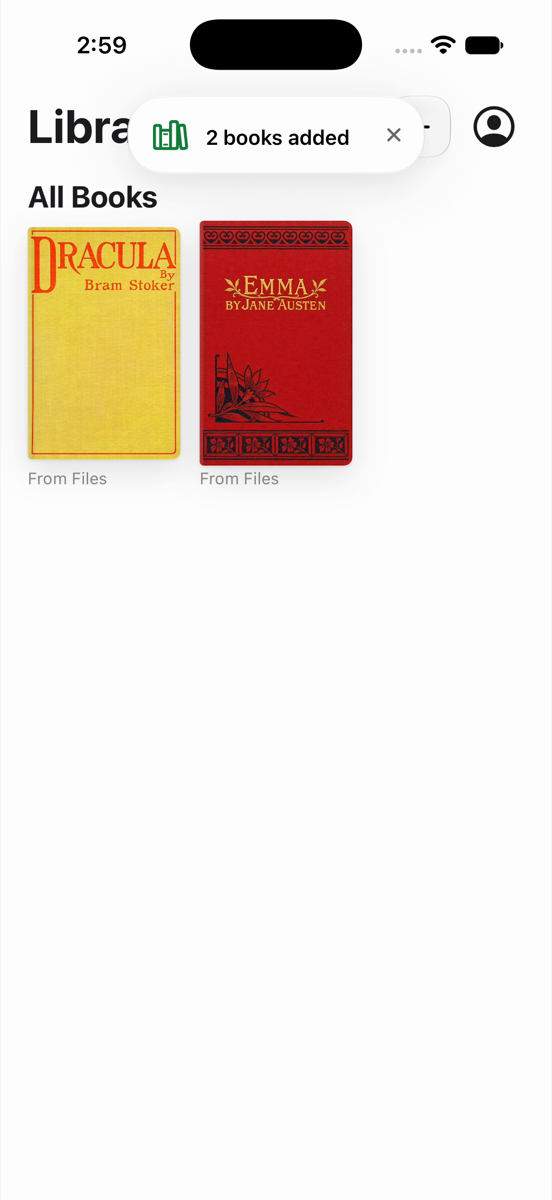 2:59
Libra
2 books added
All Books
DRACULA
By
Bram Stoker
EMMA
BY JANE AUSTEN
From Files
From Files